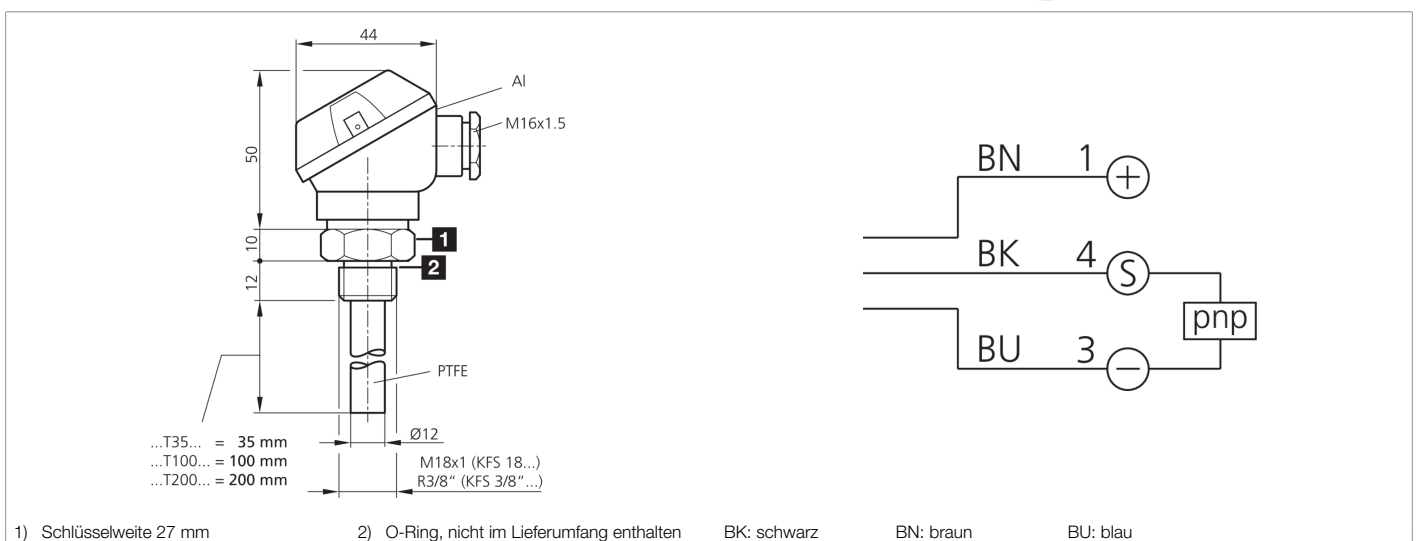 44
Al
M16x1.5
50
10
1
2
12
PTFE
Ø12
...T35... = 35 mm
...T100... = 100 mm
...T200... = 200 mm
M18x1 (KFS 18...)
R3/8“ (KFS 3/8“...)
BN 1 +
BK 4 S
pnp
BU 3 −
1) Schlüsselweite 27 mm 2) O-Ring, nicht im Lieferumfang enthalten BK: schwarz BN: braun BU: blau